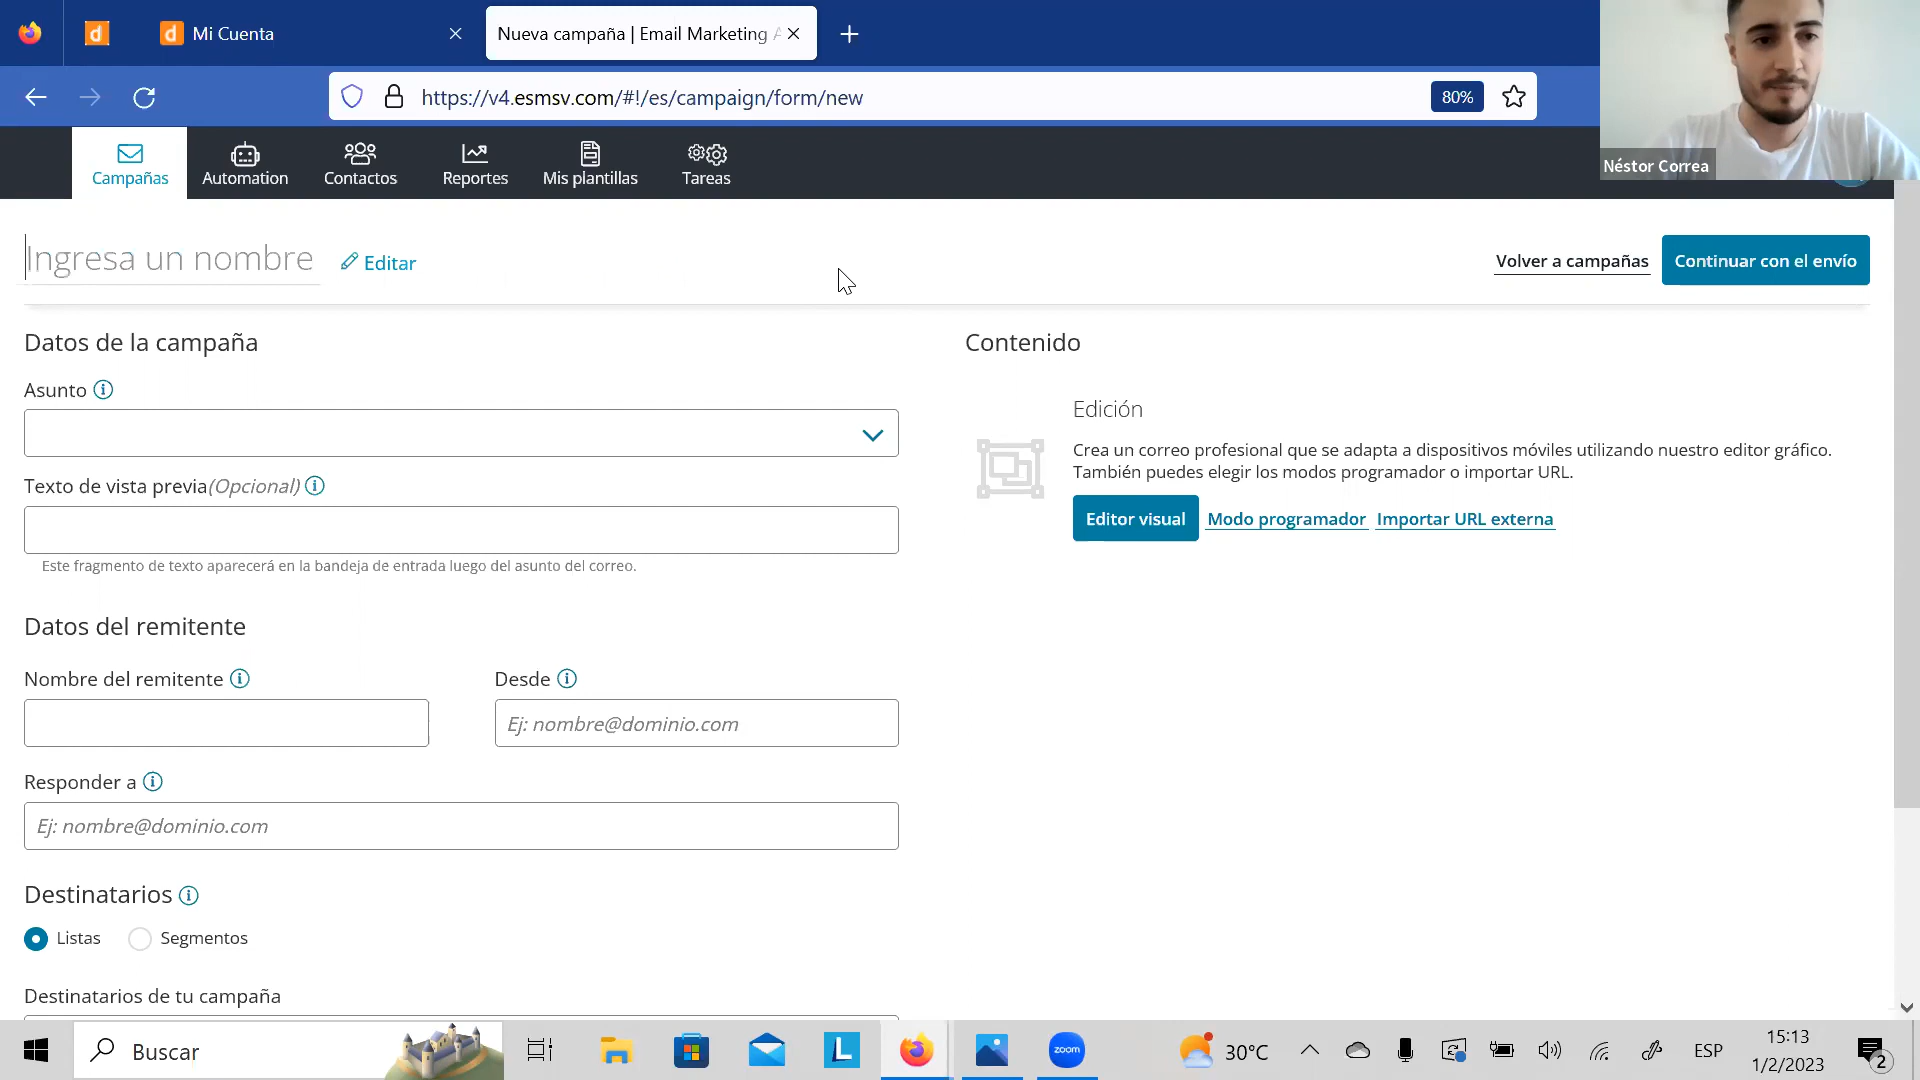 Mi Cuenta
Nueva campaña | Email Marketing
https://v4.esmsv.com/#!/es/campaign/form/new
80%
Néstor Correa
Campañas
Automation
Contactos
Reportes
Mis plantillas
Tareas
Ingresa un nombre
Editar
Volver a campañas
Continuar con el envío
Datos de la campaña
Asunto
Texto de vista previa(Opcional)
Este fragmento de texto aparecerá en la bandeja de entrada luego del asunto del correo.
Datos del remitente
Nombre del remitente
Desde
Ej: nombre@dominio.com
Responder a
Ej: nombre@dominio.com
Destinatarios
Listas
Segmentos
Destinatarios de tu campaña
Contenido
Edición
Crea un correo profesional que se adapta a dispositivos móviles utilizando nuestro editor gráfico.
También puedes elegir los modos programador o importar URL.
Editor visual
Modo programador
Importar URL externa
Buscar
L
zoom
30°C
ESP
15:13
1/2/2023
2